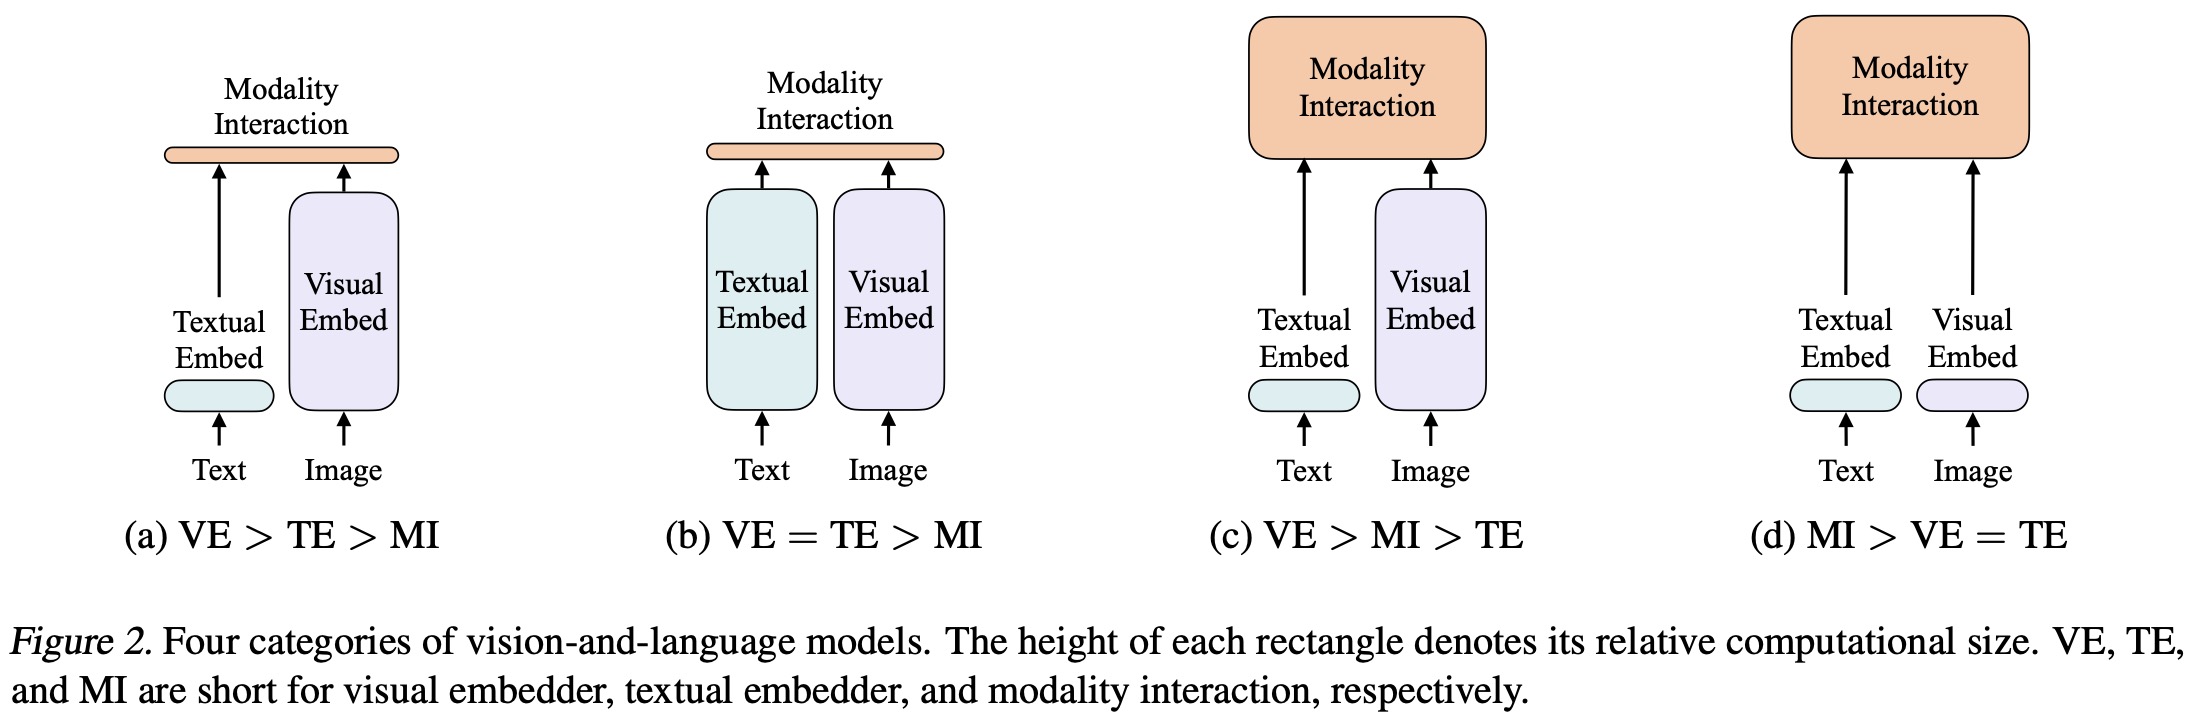 Modality
Interaction
Textual
Embed
Visual
Embed
Text
Image
(a) VE > TE > MI
Modality
Interaction
Textual
Embed
Visual
Embed
Text
Image
(b) VE = TE > MI
Modality
Interaction
Textual
Embed
Visual
Embed
Text
Image
(c) VE > MI > TE
Modality
Interaction
Textual
Embed
Visual
Embed
Text
Image
(d) MI > VE = TE
Figure 2. Four categories of vision-and-language models. The height of each rectangle denotes its relative computational size. VE, TE,
and MI are short for visual embedder, textual embedder, and modality interaction, respectively.